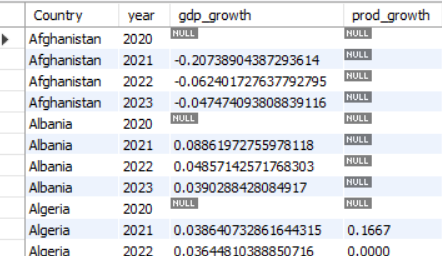 Country year gdp_growth prod_growth
Afghanistan 2020 NULL NULL
Afghanistan 2021 -0.20738904387293614 NULL
Afghanistan 2022 -0.062401727637792795 NULL
Afghanistan 2023 -0.047474093808839116 NULL
Albania 2020 NULL NULL
Albania 2021 0.08861972755978118 NULL
Albania 2022 0.04857142571768303 NULL
Albania 2023 0.0390288428084917 NULL
Algeria 2020 NULL NULL
Algeria 2021 0.038640732861644315 0.1667
Algeria 2022 0.03644810388850716 0.0000